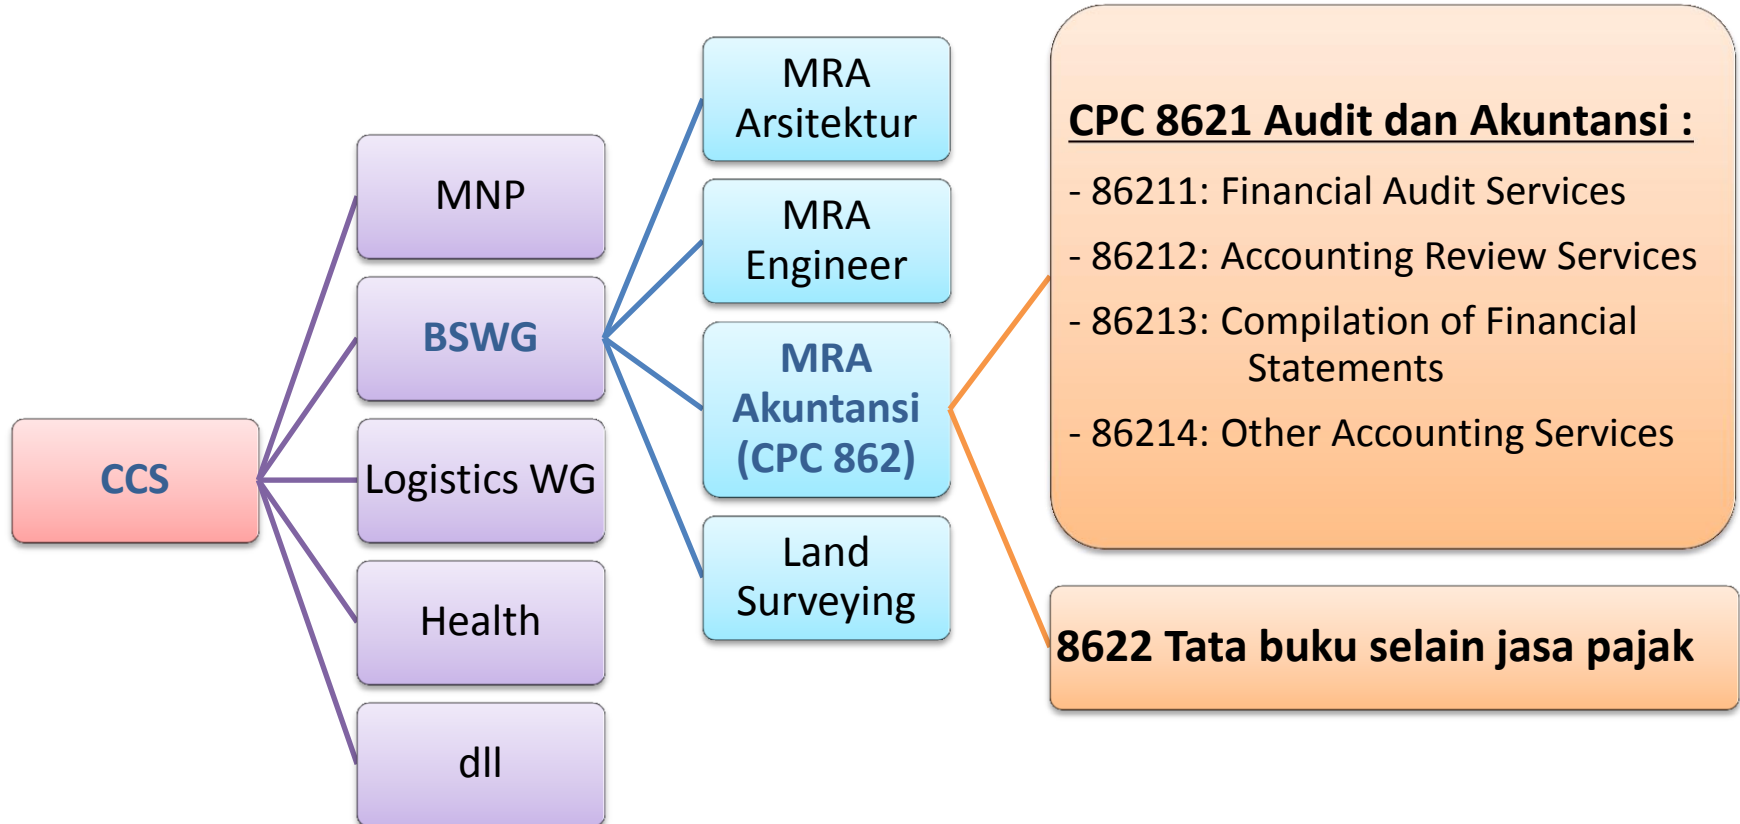 CCS
MNP
BSWG
Logistics WG
Health
dll
MRA
Arsitektur
MRA
Engineer
MRA
Akuntansi
(CPC 862)
Land
Surveying
CPC 8621 Audit dan Akuntansi :
- 86211: Financial Audit Services
- 86212: Accounting Review Services
- 86213: Compilation of Financial
Statements
- 86214: Other Accounting Services
8622 Tata buku selain jasa pajak